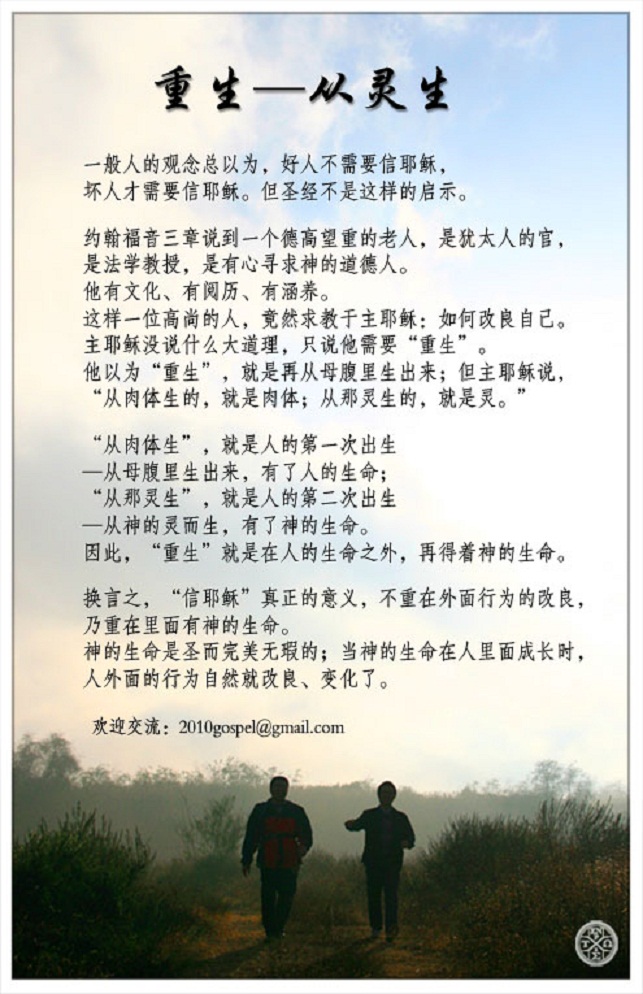 重生—从灵生
一般人的观念总以为，好人不需要信耶稣，
坏人才需要信耶稣。但圣经不是这样的启示。
约翰福音三章说到一个德高望重的老人，是犹太人的官，
是法学教授，是有心寻求神的道德人。
他有文化、有阅历、有涵养。
这样一位高尚的人，竟然求教于主耶稣：如何改良自己。
主耶稣没说什么大道理，只说他需要“重生”。
他以为“重生”，就是再从母腹里生出来；但主耶稣说，
“从肉体生的，就是肉体；从那灵生的，就是灵。”
“从肉体生”，就是人的第一次出生
—从母腹里生出来，有了人的生命；
“从那灵生”，就是人的第二次出生
—从神的灵而生，有了神的生命。
因此，“重生”就是在人的生命之外，再得着神的生命。
换言之，“信耶稣”真正的意义，不重在外面行为的改良，
乃重在里面有神的生命。
神的生命是圣而完美无瑕的；当神的生命在人里面成长时，
人外面的行为自然就改良、变化了。
欢迎交流：2010gospel@gmail.com